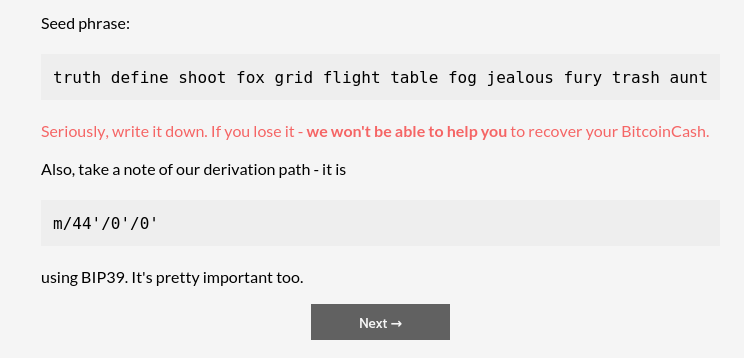 Seed phrase:
truth define shoot fox grid flight table fog jealous fury trash aunt
Seriously, write it down. If you lose it - we won't be able to help you to recover your BitcoinCash.
Also, take a note of our derivation path - it is
m/44'/0'/0'
using BIP39. It's pretty important too.
Next →